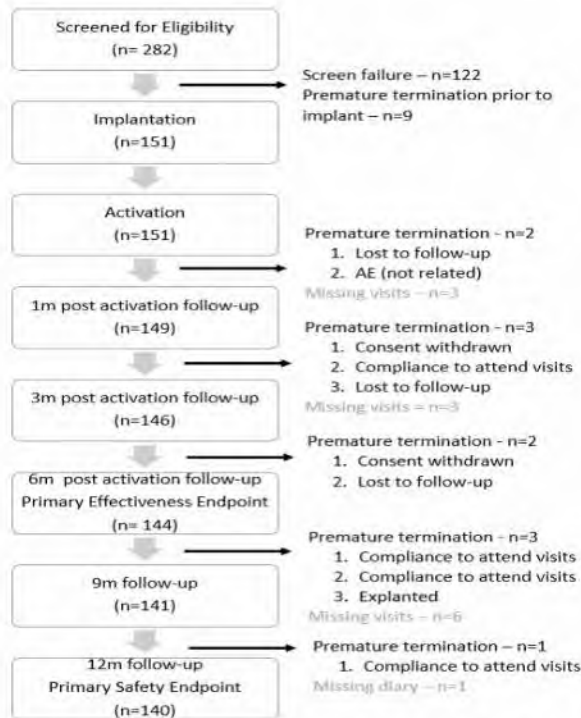 Screened for Eligibility
(n= 282)
Screen failure – n=122
Premature termination prior to
implant – n=9
Implantation
(n=151)
Activation
(n=151)
Premature termination - n=2
1. Lost to follow-up
2. AE (not related)
Missing visits – n=3
1m post activation follow-up
(n=149)
Premature termination - n=3
1. Consent withdrawn
2. Compliance to attend visits
3. Lost to follow-up
Missing visits – n=3
3m post activation follow-up
(n=146)
Premature termination - n=2
1. Consent withdrawn
2. Lost to follow-up
6m post activation follow-up
Primary Effectiveness Endpoint
(n= 144)
Premature termination - n=3
1. Compliance to attend visits
2. Compliance to attend visits
3. Explanted
Missing visits – n=6
9m follow-up
(n=141)
Premature termination – n=1
1. Compliance to attend visits
Missing diary – n=1
12m follow-up
Primary Safety Endpoint
(n=140)